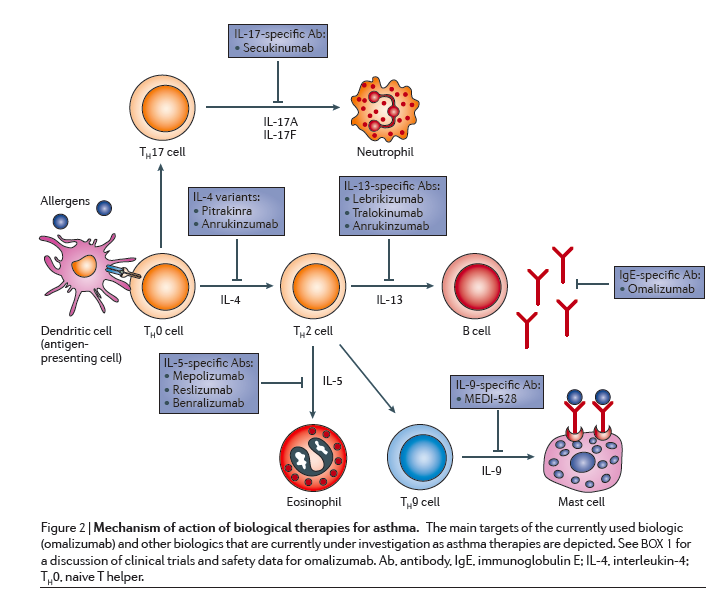 IL-17-specific Ab:
• Secukinumab
IL-17A
IL-17F
TH17 cell
Neutrophil
Allergens
IL-4 variants:
• Pitrakinra
• Anrukinzumab
IL-13-specific Abs:
• Lebrikizumab
• Tralokinumab
• Anrukinzumab
IgE-specific Ab:
• Omalizumab
IL-4
IL-13
Dendritic cell
(antigen-
presenting cell)
TH0 cell
TH2 cell
B cell
IL-5-specific Abs:
• Mepolizumab
• Reslizumab
• Benralizumab
IL-5
IL-9-specific Ab:
• MEDI-528
IL-9
Eosinophil
TH9 cell
Mast cell
Figure 2 | Mechanism of action of biological therapies for asthma. The main targets of the currently used biologic
(omalizumab) and other biologics that are currently under investigation as asthma therapies are depicted. See BOX 1 for
a discussion of clinical trials and safety data for omalizumab. Ab, antibody, IgE, immunoglobulin E; IL-4, interleukin-4;
TH0, naive T helper.